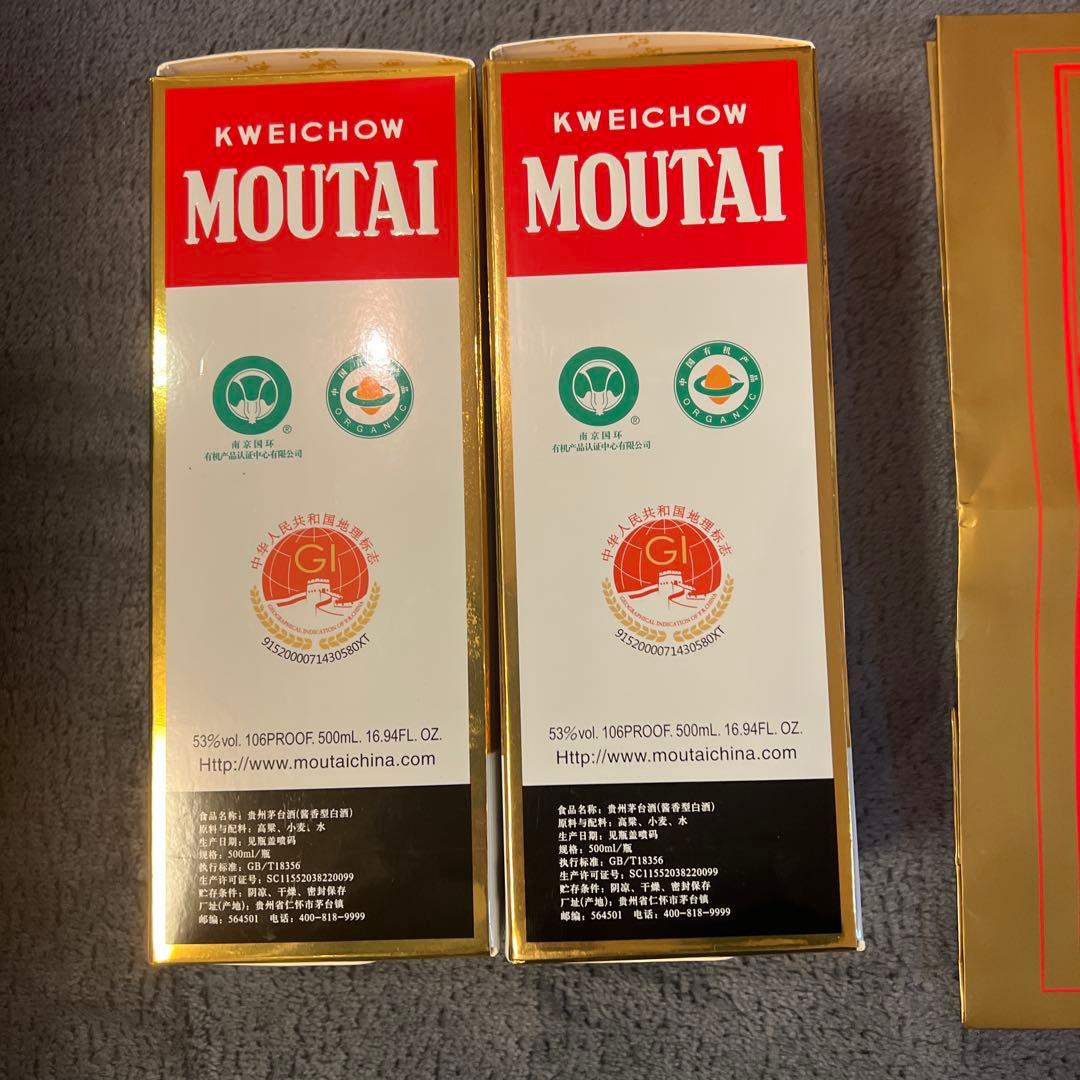 KWEICHOW
MOUTAI
南京国环
有机产品认证中心有限公司
中国
ORGANIC
中华人民共和国地理标志
GI
GEOGRAPHICAL INDICATION OF P.R.CHINA
9152000071430580XT
53%vol. 106PROOF. 500mL. 16.94FL. OZ.
Http://www.moutaichina.com
食品名称：贵州茅台酒(酱香型白酒)
原料与配料：高粱、小麦、水
生产日期：见瓶盖喷码
规格：500ml/瓶
执行标准：GB/T18356
生产许可证号：SC11552038220099
贮存条件：阴凉、干燥、密封保存
厂址(产地)：贵州省仁怀市茅台镇
邮编：564501 电话：400-818-9999
KWEICHOW
MOUTAI
南京国环
有机产品认证中心有限公司
中国有机产品
ORGANIC
中华人民共和国地理标志
GI
GEOGRAPHICAL INDICATION OF P.R.CHINA
9152000071430580XT
53%vol. 106PROOF. 500mL. 16.94FL. OZ.
Http://www.moutaichina.com
食品名称：贵州茅台酒(酱香型白酒)
原料与配料：高粱、小麦、水
生产日期：见瓶盖喷码
规格：500ml/瓶
执行标准：GB/T18356
生产许可证号：SC11552038220099
贮存条件：阴凉、干燥、密封保存
厂址(产地)：贵州省仁怀市茅台镇
邮编：564501 电话：400-818-9999